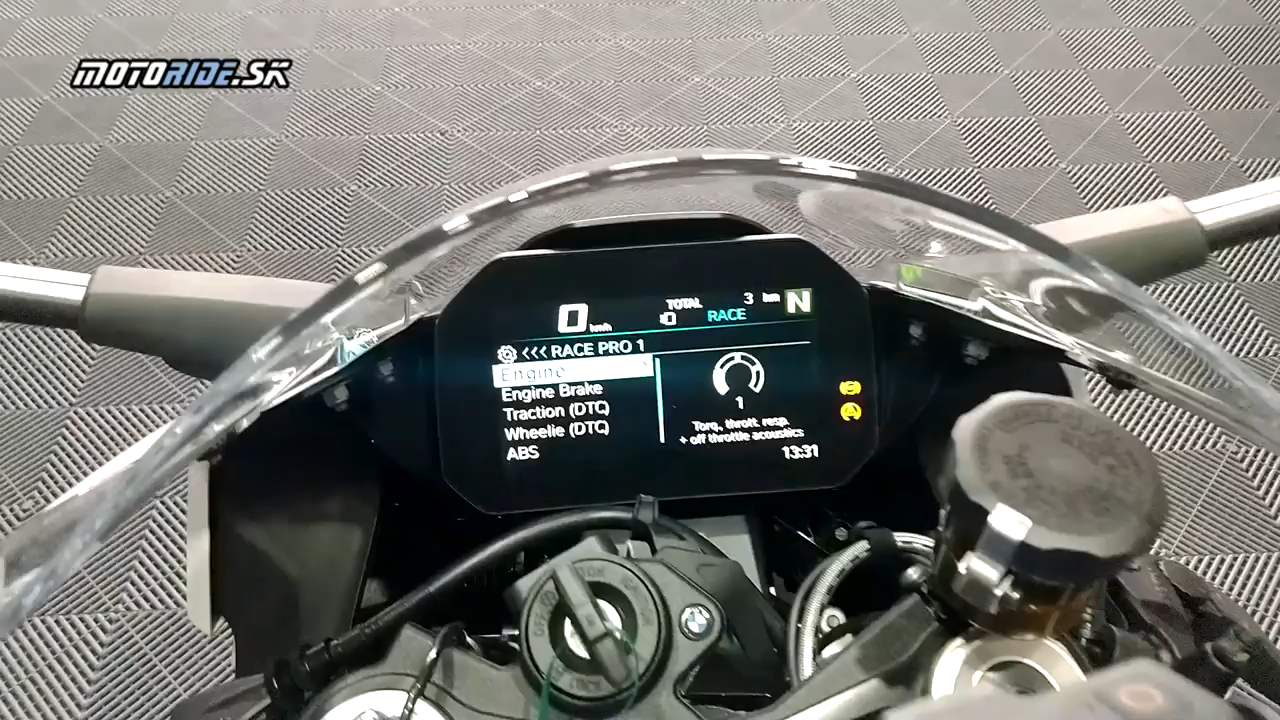 MOTORIDE.SK
0 km/h
TOTAL 3 km N
RACE
<<< RACE PRO 1
Engine
Engine Brake
Traction (DTC)
Wheelie (DTC)
ABS
1
Torq., thrott. resp.
+ off throttle acoustics
13:31